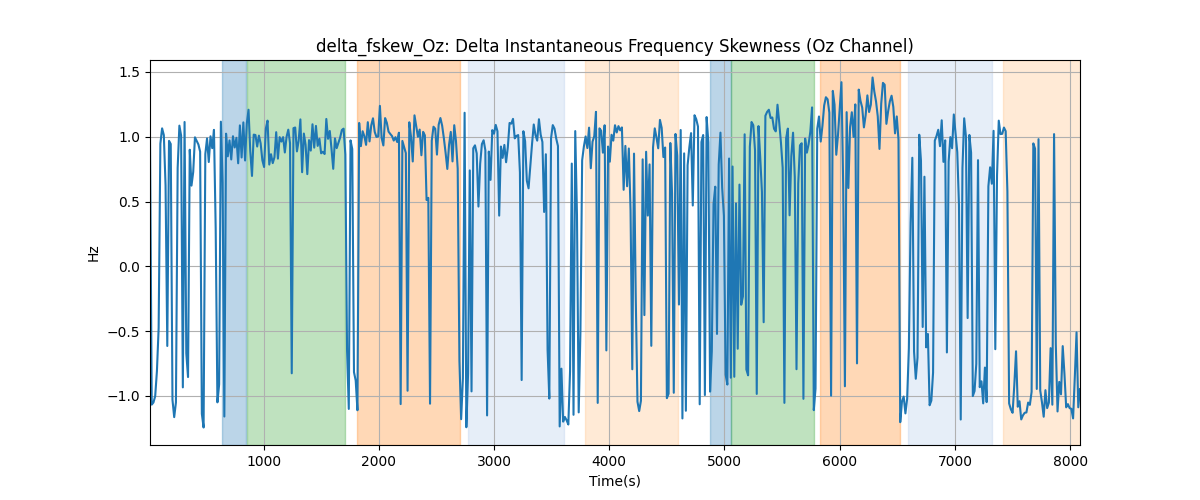 delta_fskew_Oz: Delta Instantaneous Frequency Skewness (Oz Channel)
1.5
1.0
0.5
0.0
−0.5
−1.0
Hz
1000 2000 3000 4000 5000 6000 7000 8000
Time(s)